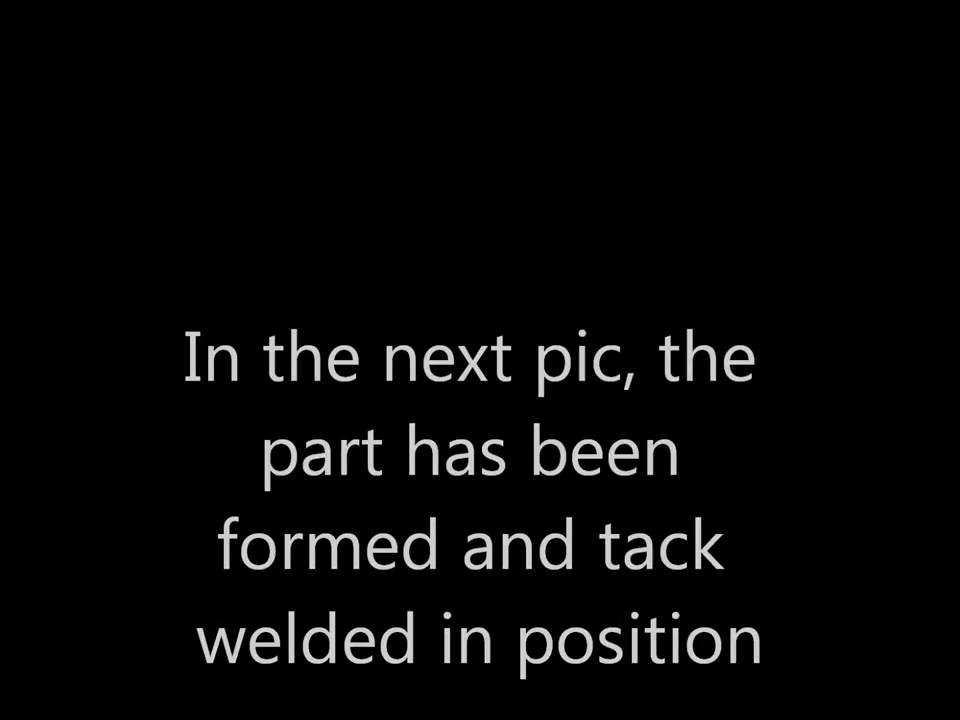 In the next pic, the
part has been
formed and tack
welded in position